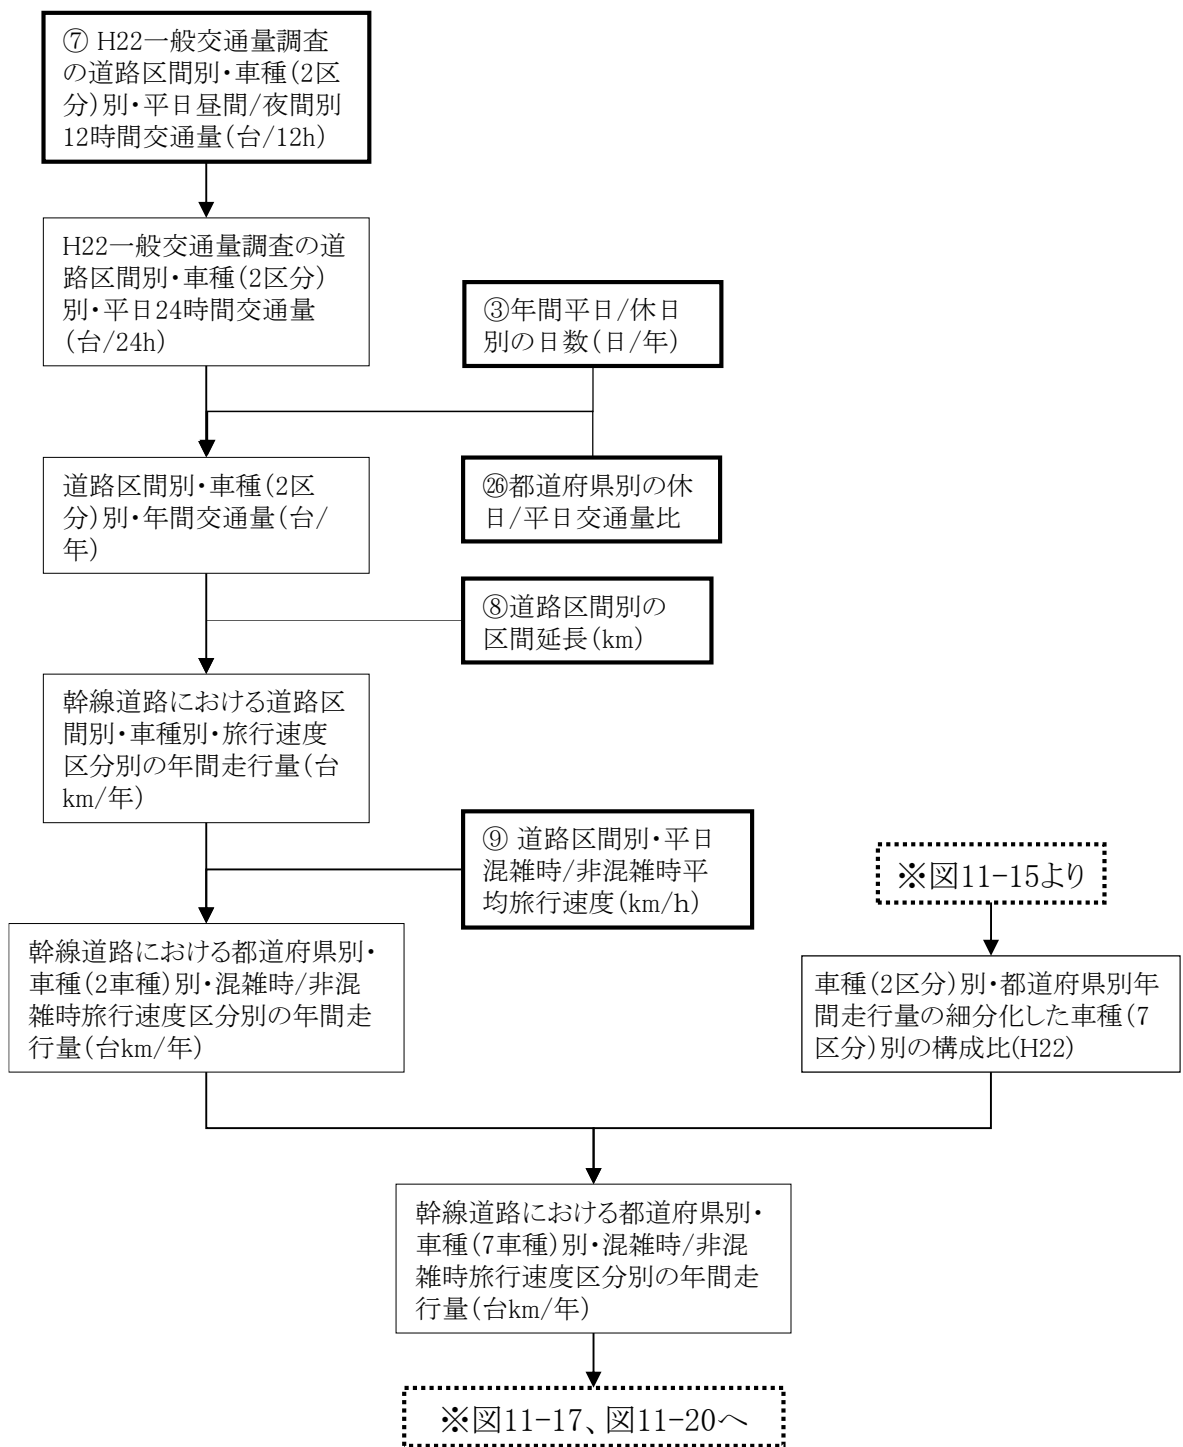 ⑦ H22一般交通量調査
の道路区間別・車種(2区
分)別・平日昼間/夜間別
12時間交通量(台/12h)
H22一般交通量調査の道
路区間別・車種(2区分)
別・平日24時間交通量
(台/24h)
③年間平日/休日
別の日数(日/年)
道路区間別・車種(2区
分)別・年間交通量(台/
年)
㉖都道府県別の休
日/平日交通量比
⑧道路区間別の
区間延長(km)
幹線道路における道路区
間別・車種別・旅行速度
区分別の年間走行量(台
km/年)
⑨ 道路区間別・平日
混雑時/非混雑時平
均旅行速度(km/h)
※図11-15より
幹線道路における都道府県別・
車種(2車種)別・混雑時/非混
雑時旅行速度区分別の年間走
行量(台km/年)
車種(2区分)別・都道府県別年
間走行量の細分化した車種(7
区分)別の構成比(H22)
幹線道路における都道府県別・
車種(7車種)別・混雑時/非混
雑時旅行速度区分別の年間走
行量(台km/年)
※図11-17、図11-20へ